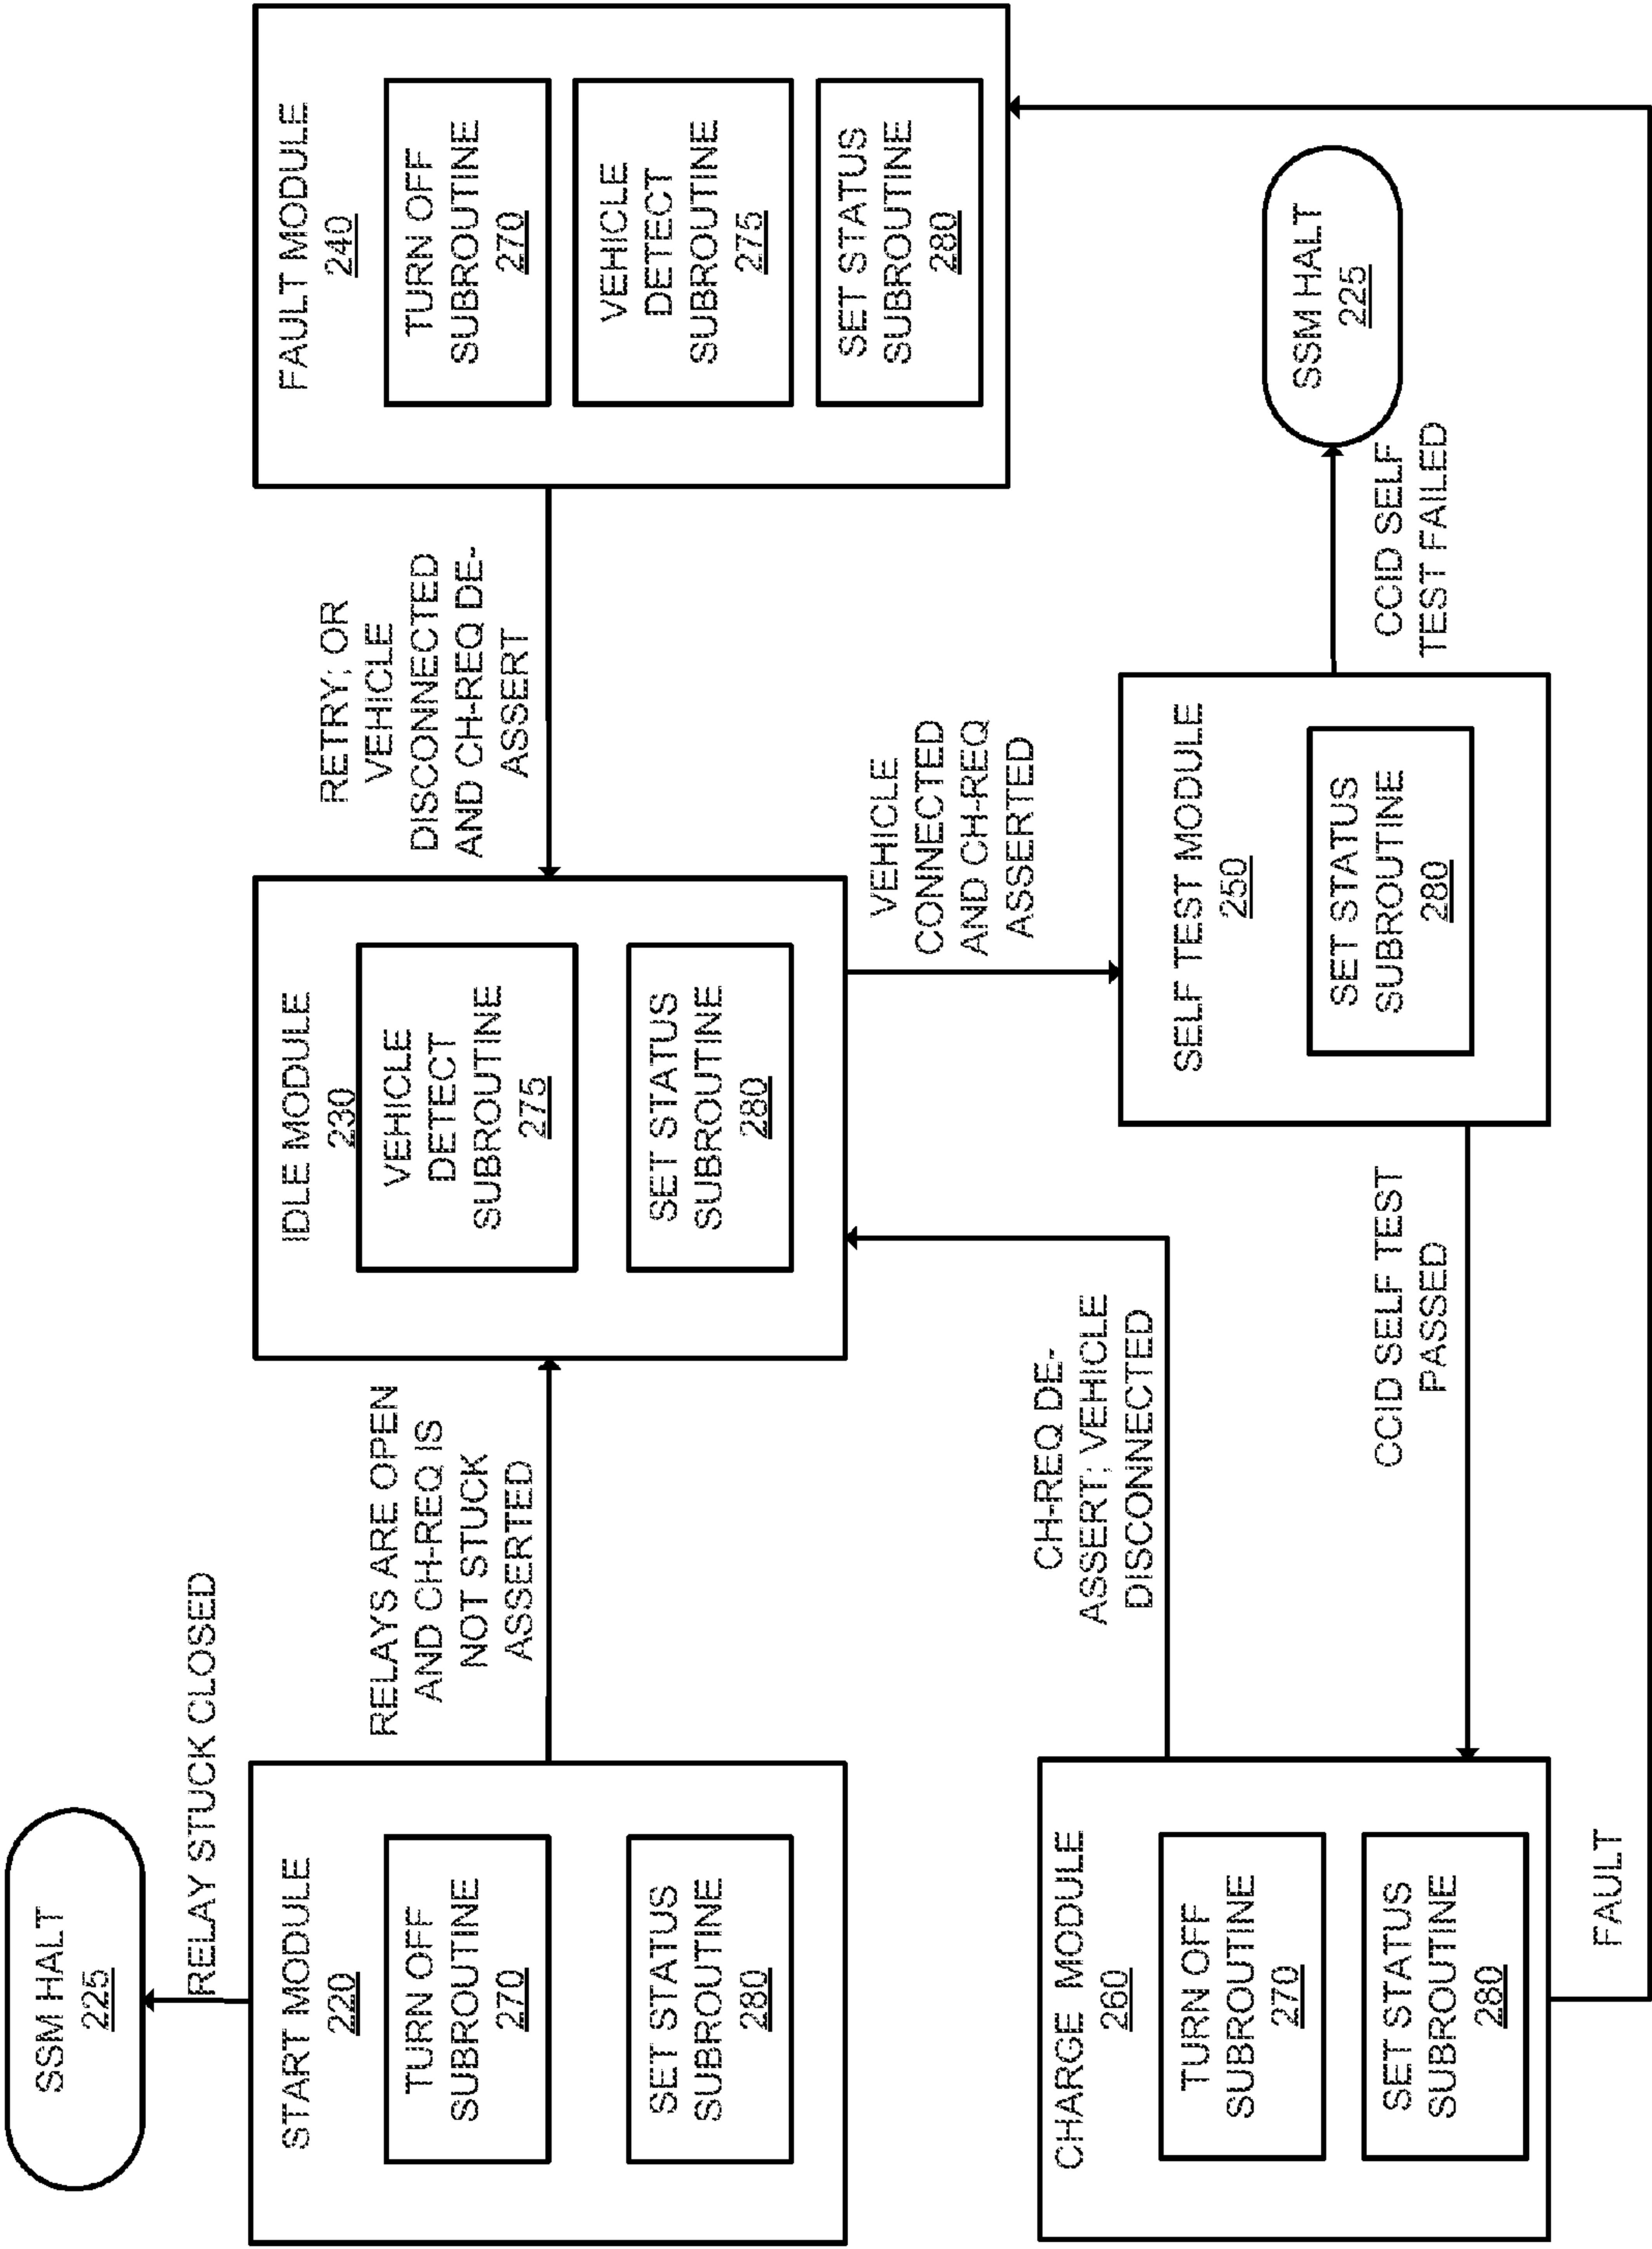 SSM HALT
225
RELAY STUCK CLOSED
START MODULE
220
TURN OFF
SUBROUTINE
270
SET STATUS
SUBROUTINE
280
RELAYS ARE OPEN
AND CH-REQ IS
NOT STUCK
ASSERTED
IDLE MODULE
230
VEHICLE
DETECT
SUBROUTINE
275
SET STATUS
SUBROUTINE
280
RETRY; OR
VEHICLE
DISCONNECTED
AND CH-REQ DE-
ASSERT
FAULT MODULE
240
TURN OFF
SUBROUTINE
270
VEHICLE
DETECT
SUBROUTINE
275
SET STATUS
SUBROUTINE
280
CH-REQ DE-
ASSERT; VEHICLE
DISCONNECTED
VEHICLE
CONNECTED
AND CH-REQ
ASSERTED
CHARGE MODULE
260
TURN OFF
SUBROUTINE
270
SET STATUS
SUBROUTINE
280
CCID SELF TEST
PASSED
SELF TEST MODULE
250
SET STATUS
SUBROUTINE
280
CCID SELF
TEST FAILED
SSM HALT
225
FAULT